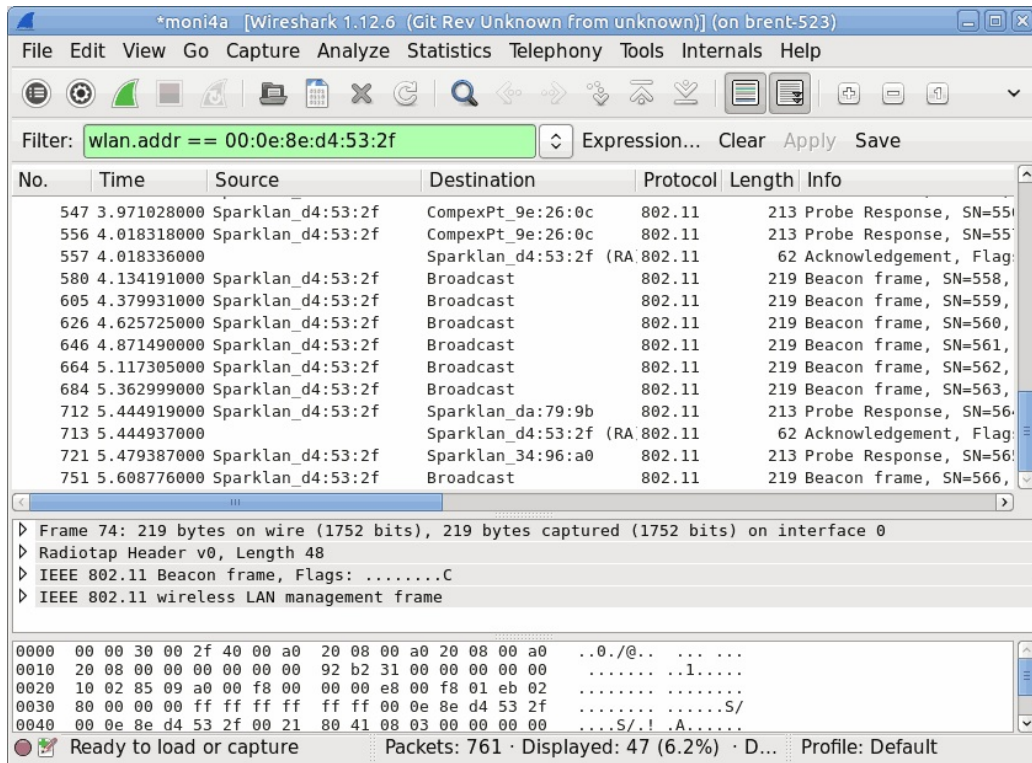 *moni4a [Wireshark 1.12.6 (Git Rev Unknown from unknown)] (on brent-523)
File Edit View Go Capture Analyze Statistics Telephony Tools Internals Help
Filter: wlan.addr == 00:0e:8e:d4:53:2f Expression... Clear Apply Save
No. Time Source Destination Protocol Length Info
547 3.971028000 Sparklan_d4:53:2f CompexPt_9e:26:0c 802.11 213 Probe Response, SN=556
556 4.018318000 Sparklan_d4:53:2f CompexPt_9e:26:0c 802.11 213 Probe Response, SN=557
557 4.018336000 Sparklan_d4:53:2f (RA 802.11 62 Acknowledgement, Flag
580 4.134191000 Sparklan_d4:53:2f Broadcast 802.11 219 Beacon frame, SN=558,
605 4.379931000 Sparklan_d4:53:2f Broadcast 802.11 219 Beacon frame, SN=559,
626 4.625725000 Sparklan_d4:53:2f Broadcast 802.11 219 Beacon frame, SN=560,
646 4.871490000 Sparklan_d4:53:2f Broadcast 802.11 219 Beacon frame, SN=561,
664 5.117305000 Sparklan_d4:53:2f Broadcast 802.11 219 Beacon frame, SN=562,
684 5.362999000 Sparklan_d4:53:2f Broadcast 802.11 219 Beacon frame, SN=563,
712 5.444919000 Sparklan_d4:53:2f Sparklan_da:79:9b 802.11 213 Probe Response, SN=564
713 5.444937000 Sparklan_d4:53:2f (RA 802.11 62 Acknowledgement, Flag
721 5.479387000 Sparklan_d4:53:2f Sparklan_34:96:a0 802.11 213 Probe Response, SN=565
751 5.608776000 Sparklan_d4:53:2f Broadcast 802.11 219 Beacon frame, SN=566,
Frame 74: 219 bytes on wire (1752 bits), 219 bytes captured (1752 bits) on interface 0
Radiotap Header v0, Length 48
IEEE 802.11 Beacon frame, Flags: ........C
IEEE 802.11 wireless LAN management frame
0000 00 00 30 00 2f 40 00 a0 20 08 00 a0 20 08 00 a0 ..0./@.. ... ...
0010 20 08 00 00 00 00 00 00 92 b2 31 00 00 00 00 00 ....... ..1.....
0020 10 02 85 09 a0 00 f8 00 00 00 e8 00 f8 01 eb 02 ........ ........
0030 80 00 00 00 ff ff ff ff ff ff 00 0e 8e d4 53 2f ........ ......S/
0040 00 0e 8e d4 53 2f 00 21 80 41 08 03 00 00 00 00 ....S/.! .A......
Ready to load or capture Packets: 761 · Displayed: 47 (6.2%) · D... Profile: Default